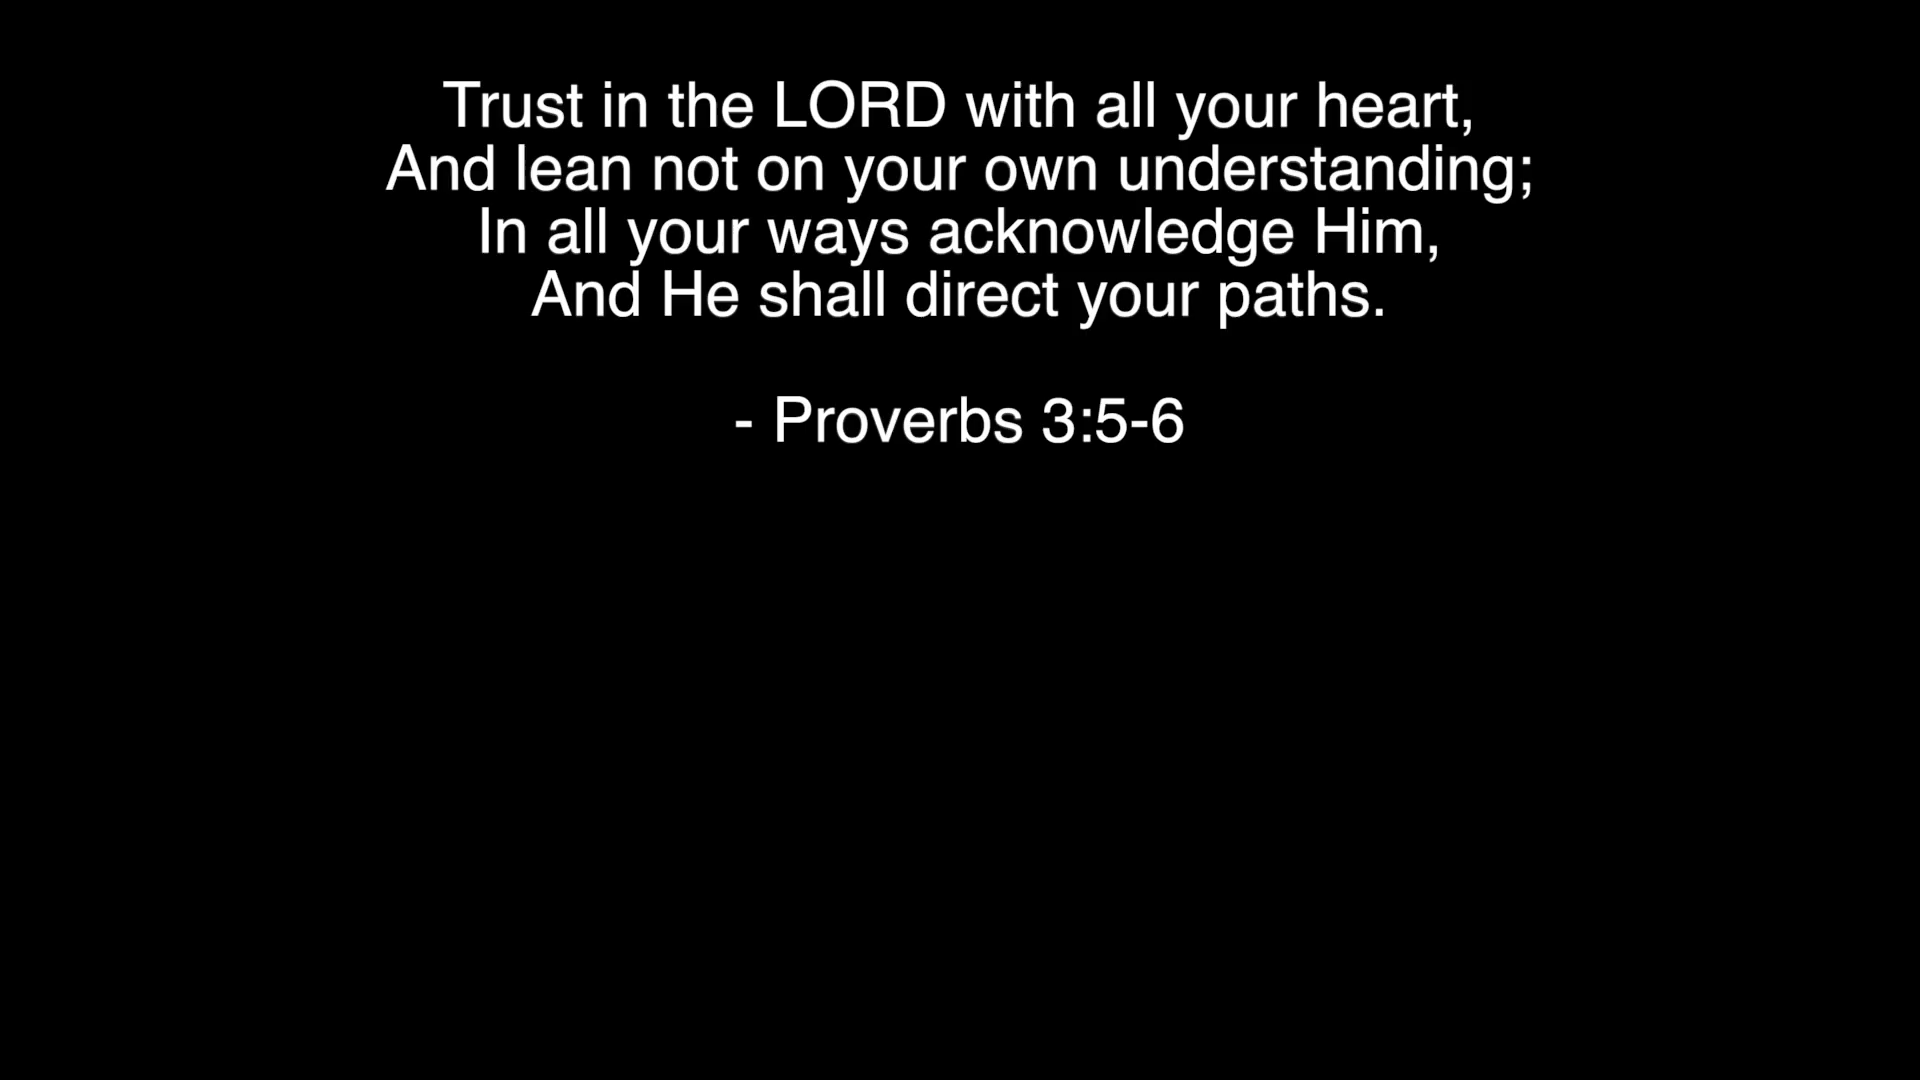 Trust in the LORD with all your heart,
And lean not on your own understanding;
In all your ways acknowledge Him,
And He shall direct your paths.
- Proverbs 3:5-6